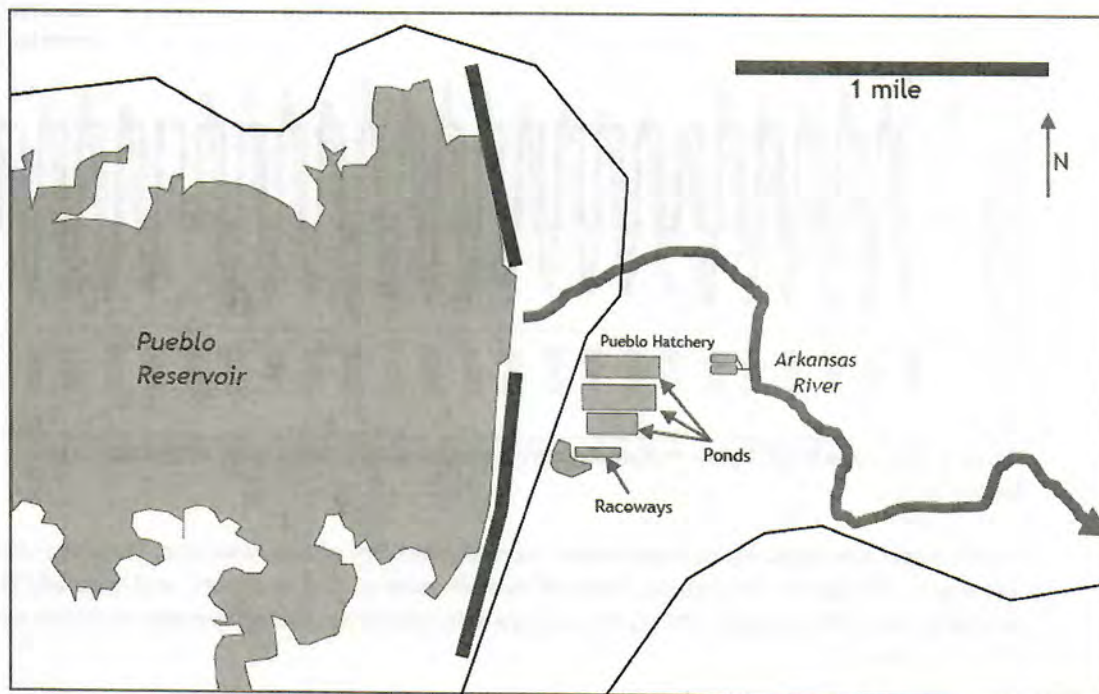 1 mile
N
Pueblo
Reservoir
Pueblo Hatchery
Arkansas
River
Ponds
Raceways